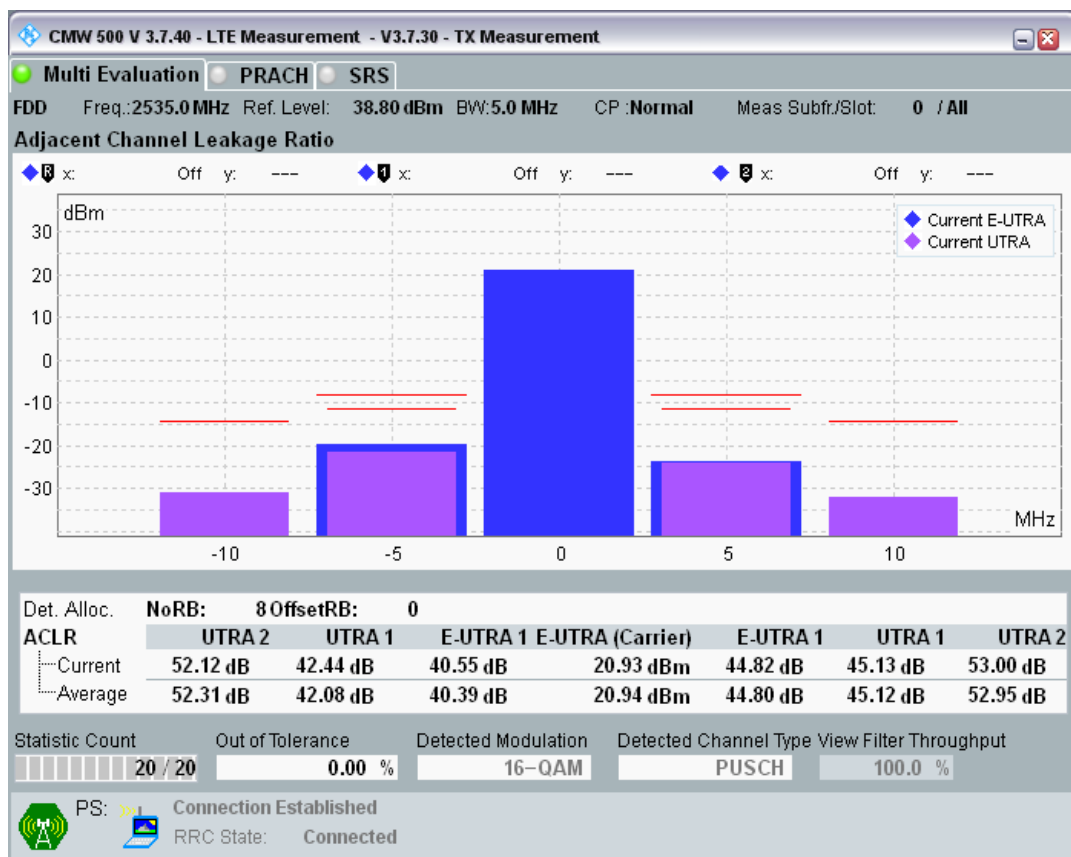 CMW 500 V 3.7.40 - LTE Measurement - V3.7.30 - TX Measurement
Multi Evaluation PRACH SRS
FDD Freq.:2535.0 MHz Ref. Level: 38.80 dBm BW:5.0 MHz CP :Normal Meas Subfr./Slot: 0 / All
Adjacent Channel Leakage Ratio
R x: Off y: --- 1 x: Off y: --- 2 x: Off y: ---
dBm
Current E-UTRA
Current UTRA
30
20
10
0
-10
-20
-30
MHz
-10 -5 0 5 10
Det. Alloc. NoRB: 8 OffsetRB: 0
ACLR UTRA 2 UTRA 1 E-UTRA 1 E-UTRA (Carrier) E-UTRA 1 UTRA 1 UTRA 2
Current 52.12 dB 42.44 dB 40.55 dB 20.93 dBm 44.82 dB 45.13 dB 53.00 dB
Average 52.31 dB 42.08 dB 40.39 dB 20.94 dBm 44.80 dB 45.12 dB 52.95 dB
Statistic Count Out of Tolerance Detected Modulation Detected Channel Type View Filter Throughput
20 / 20 0.00 % 16-QAM PUSCH 100.0 %
PS: Connection Established
RRC State: Connected